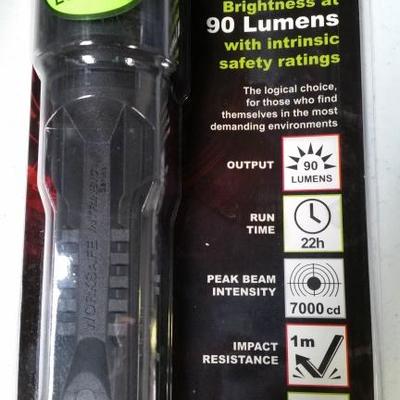 Brightness at
90 Lumens
with intrinsic
safety ratings
The logical choice,
for those who find
themselves in the most
demanding environments
OUTPUT
90
LUMENS
RUN
TIME
22h
PEAK BEAM
INTENSITY
7000 cd
IMPACT
RESISTANCE
1m
WORKSAFE